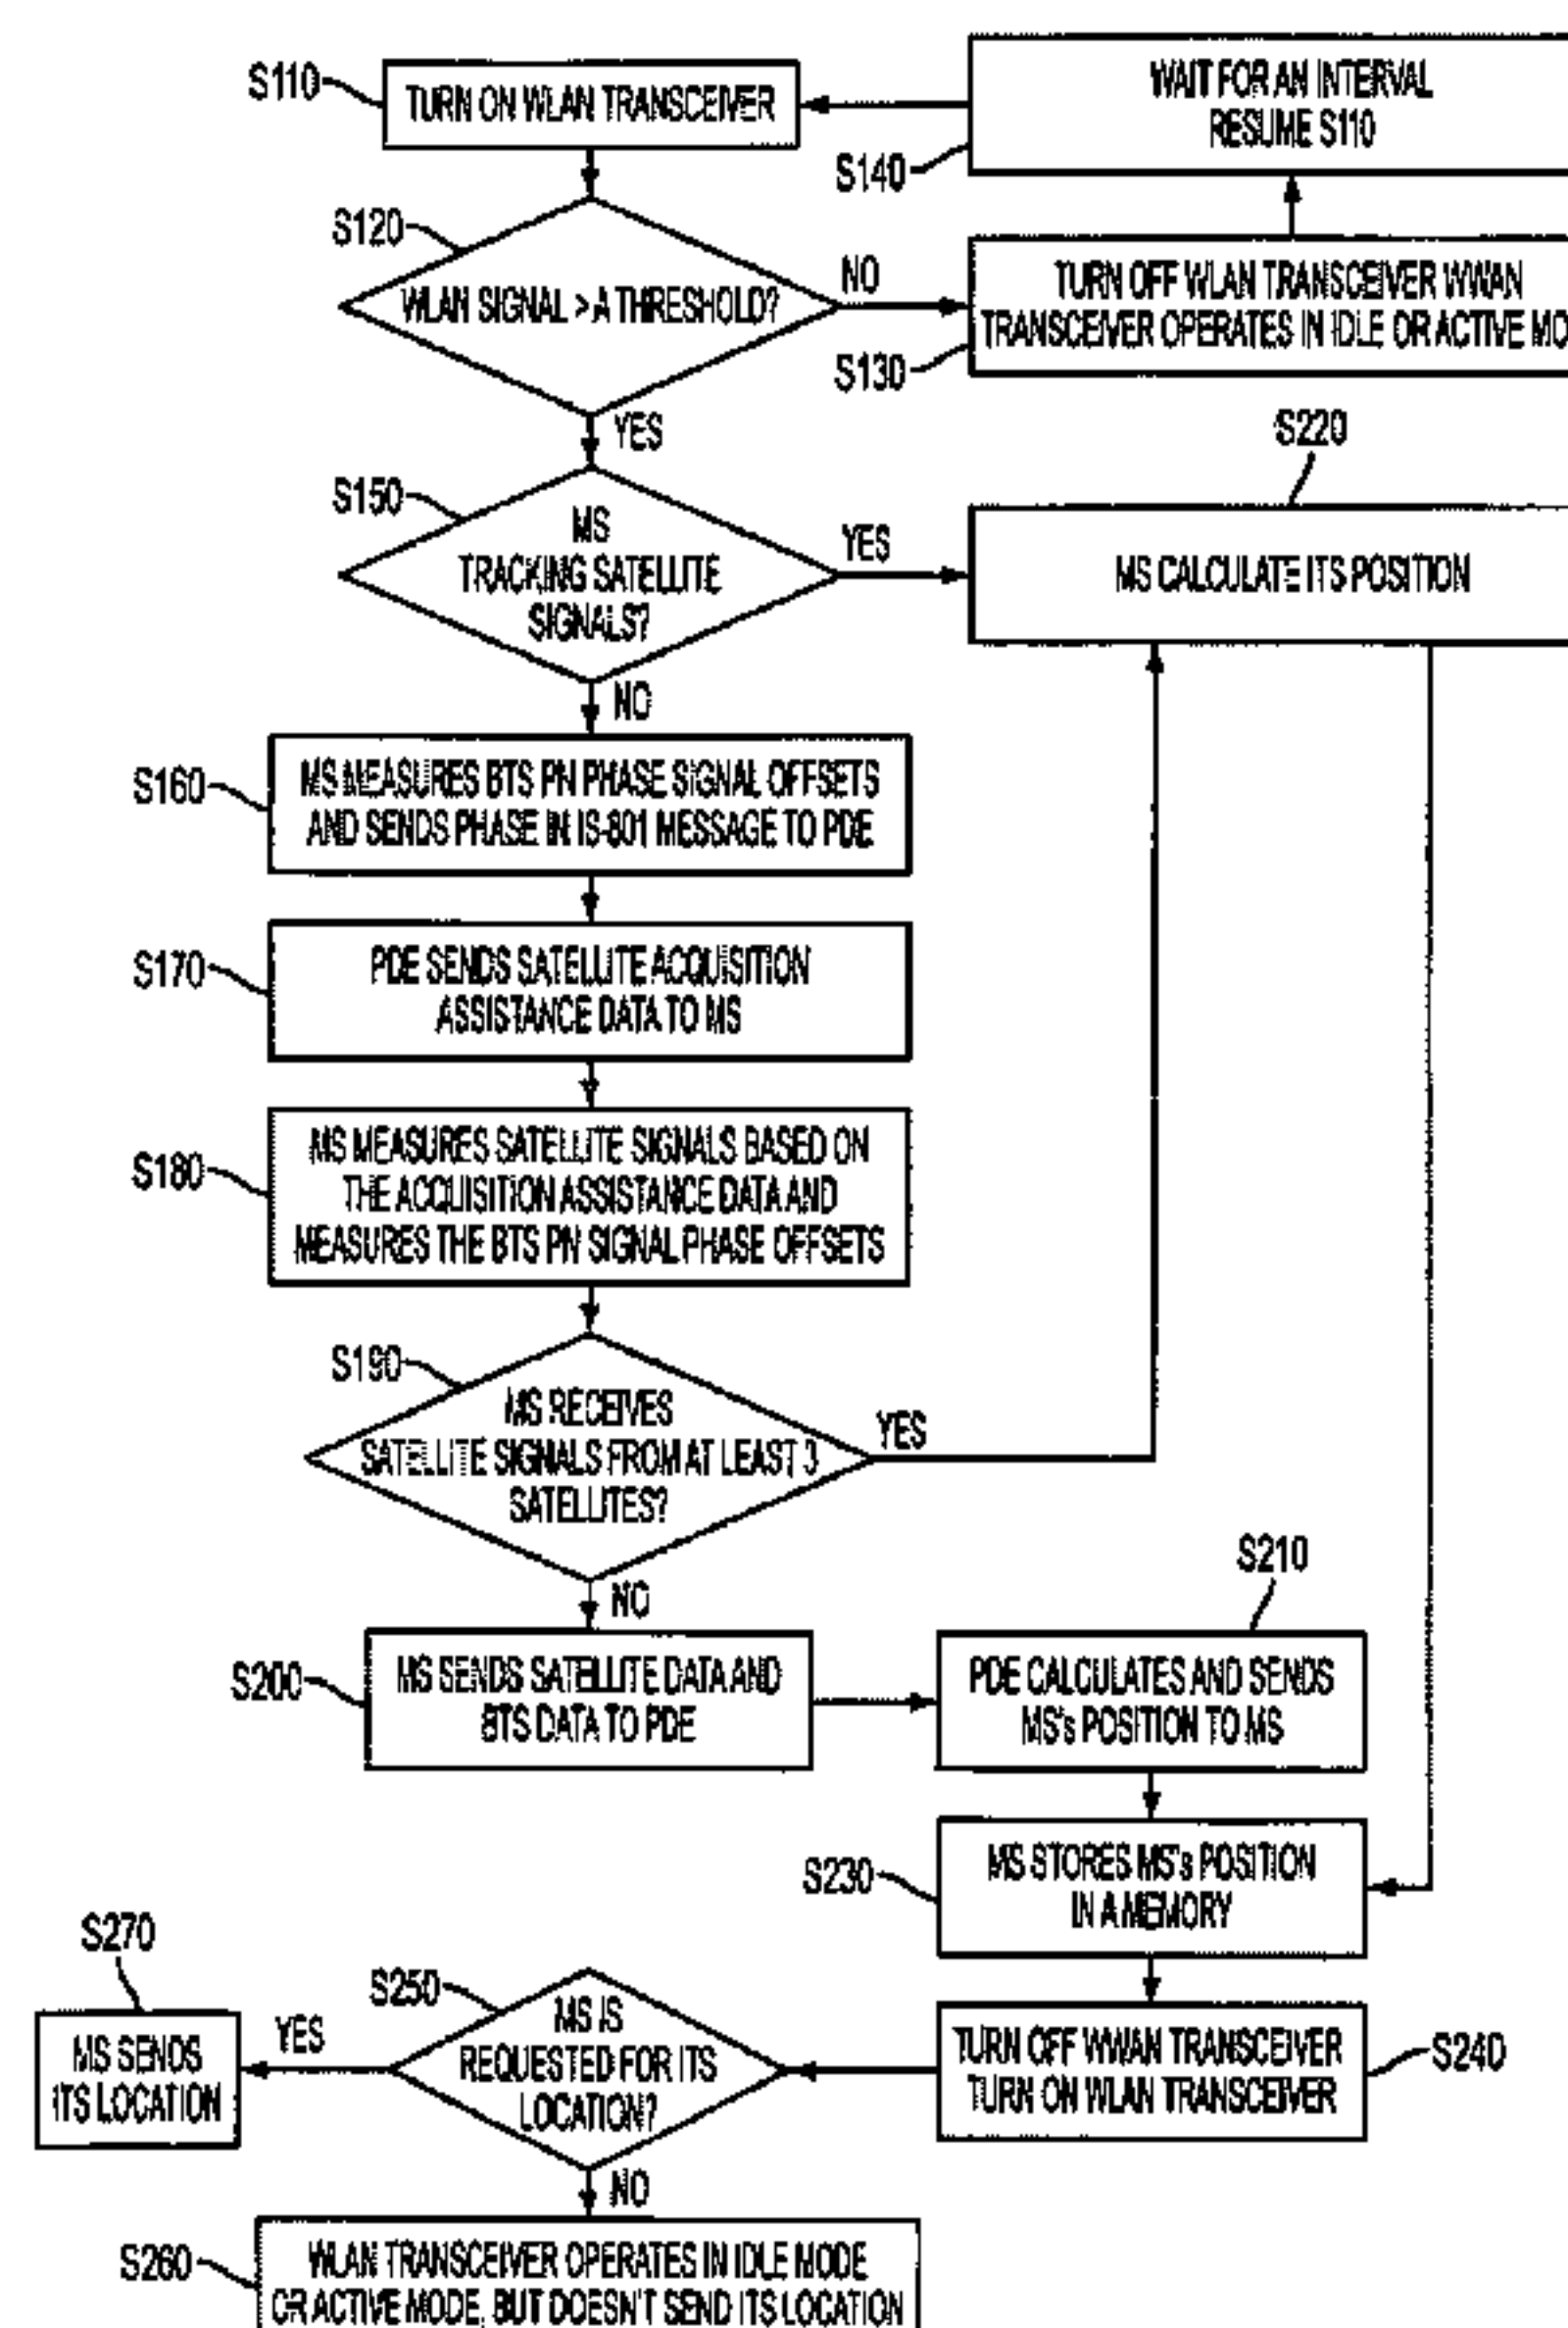 S110
TURN ON WLAN TRANSCEIVER
WAIT FOR AN INTERVAL
RESUME S110
S140
S120
WLAN SIGNAL > A THRESHOLD?
NO
TURN OFF WLAN TRANSCEIVER WWAN
TRANSCEIVER OPERATES IN IDLE OR ACTIVE MO
S130
YES
S220
S150
MS
TRACKING SATELLITE
SIGNALS?
YES
MS CALCULATE ITS POSITION
NO
S160
MS MEASURES BTS PN PHASE SIGNAL OFFSETS
AND SENDS PHASE IN IS-801 MESSAGE TO PDE
S170
PDE SENDS SATELLITE ACQUISITION
ASSISTANCE DATA TO MS
S180
MS MEASURES SATELLITE SIGNALS BASED ON
THE ACQUISITION ASSISTANCE DATA AND
MEASURES THE BTS PN SIGNAL PHASE OFFSETS
S190
MS RECEIVES
SATELLITE SIGNALS FROM AT LEAST 3
SATELLITES?
YES
NO
S210
S200
MS SENDS SATELLITE DATA AND
BTS DATA TO PDE
PDE CALCULATES AND SENDS
MS's POSITION TO MS
S230
MS STORES MS's POSITION
IN A MEMORY
S270
MS SENDS
ITS LOCATION
YES
S250
MS IS
REQUESTED FOR ITS
LOCATION?
TURN OFF WWAN TRANSCEIVER
TURN ON WLAN TRANSCEIVER
S240
NO
S260
WLAN TRANSCEIVER OPERATES IN IDLE MODE
OR ACTIVE MODE, BUT DOESN'T SEND ITS LOCATION